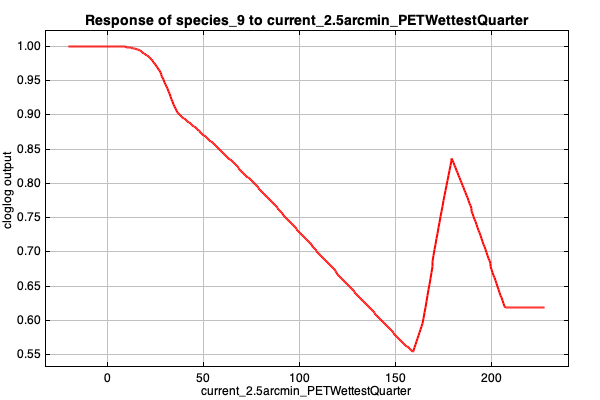 Response of species_9 to current_2.5arcmin_PETWettestQuarter
1.00
0.95
0.90
0.85
0.80
0.75
0.70
0.65
0.60
0.55
cloglog output
0 50 100 150 200
current_2.5arcmin_PETWettestQuarter